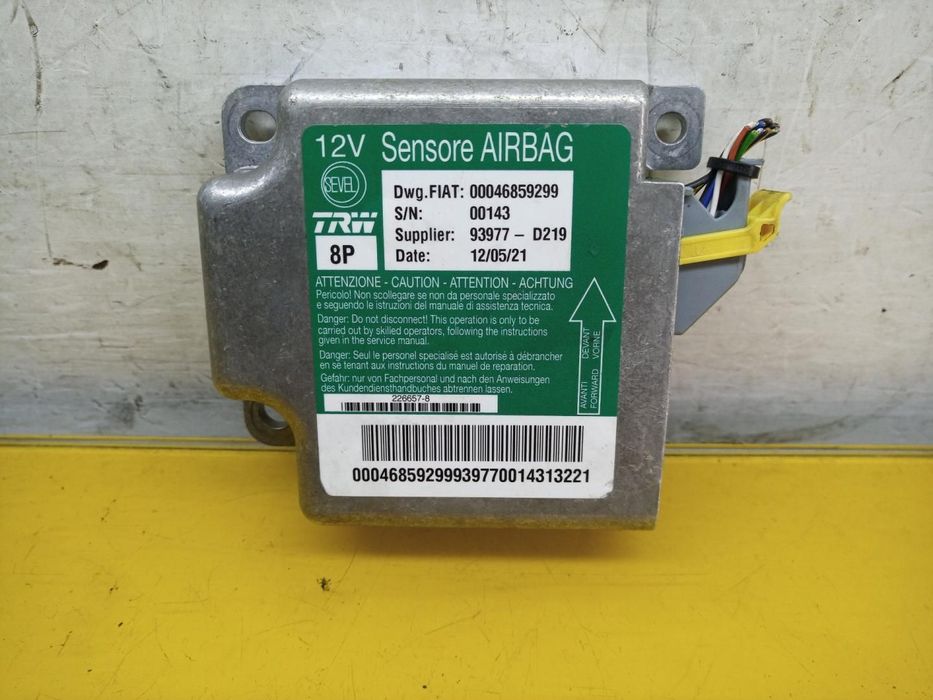 12V Sensore AIRBAG
SEVEL
TRW
8P
Dwg.FIAT: 00046859299
S/N: 00143
Supplier: 93977 - D219
Date: 12/05/21
ATTENZIONE - CAUTION - ATTENTION - ACHTUNG
Pericolo! Non scollegare se non da personale specializzato
e seguendo le istruzioni del manuale di assistenza tecnica.
Danger: Do not disconnect! This operation is only to be
carried out by skilled operators, following the instructions
given in the service manual.
Danger: Seul le personel specialisé est autorisé à débrancher
en se tenant aux instructions du manuel de reparation.
Gefahr: nur von Fachpersonal und nach den Anweisungen
des Kundendiensthandbuches abtrennen lassen.
AVANTI DEVANT
FORWARD VORNE
226657-8
00046859299939770014313221